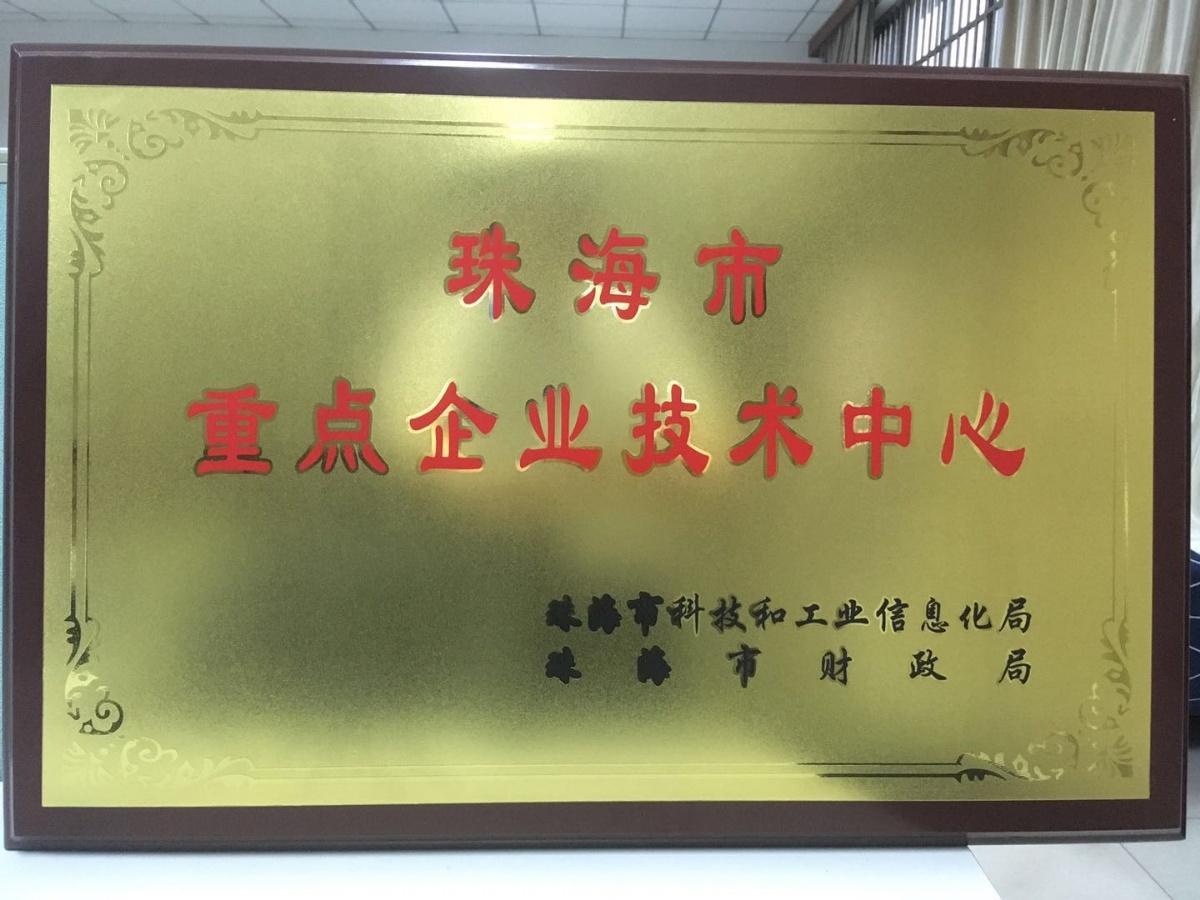 珠海市
重点企业技术中心
珠海市科技和工业信息化局
珠海市财政局